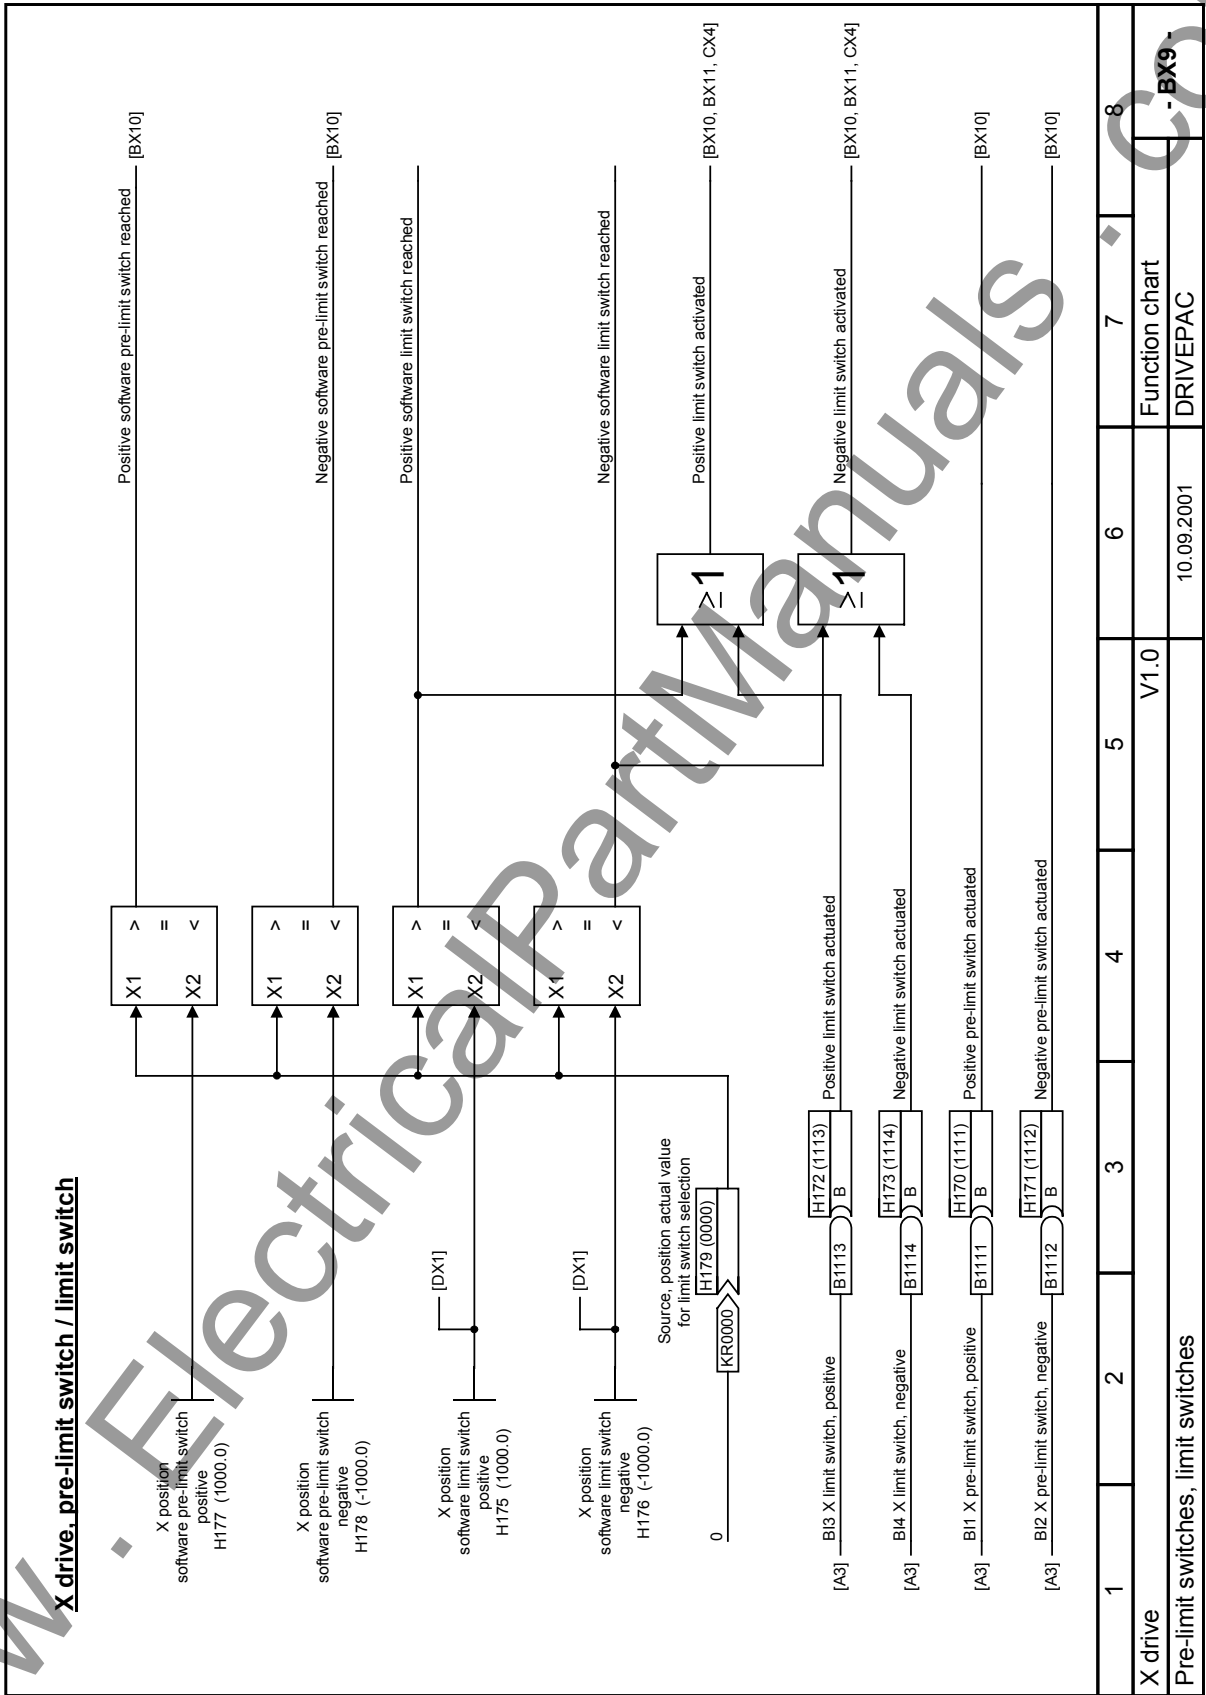 X drive, pre-limit switch / limit switch
X position
software pre-limit switch
positive
H177 (1000.0)
X1
X2
>
=
<
Positive software pre-limit switch reached
[BX10]
X position
software pre-limit switch
negative
H178 (-1000.0)
X1
X2
>
=
<
Negative software pre-limit switch reached
[BX10]
X position
software limit switch
positive
H175 (1000.0)
[DX1]
X1
X2
>
=
<
Positive software limit switch reached
X position
software limit switch
negative
H176 (-1000.0)
[DX1]
X1
X2
>
=
<
Negative software limit switch reached
Source, position actual value
for limit switch selection
H179 (0000)
0
KR0000
≥1
Positive limit switch activated
[BX10, BX11, CX4]
≥1
Negative limit switch activated
[BX10, BX11, CX4]
H172 (1113)
[A3]
BI3 X limit switch, positive
B1113
B
Positive limit switch actuated
H173 (1114)
[A3]
BI4 X limit switch, negative
B1114
B
Negative limit switch actuated
H170 (1111)
[A3]
BI1 X pre-limit switch, positive
B1111
B
Positive pre-limit switch actuated
[BX10]
H171 (1112)
[A3]
BI2 X pre-limit switch, negative
B1112
B
Negative pre-limit switch actuated
[BX10]
1 2 3 4 5 6 7 8
X drive
V1.0
Function chart
- BX9 -
Pre-limit switches, limit switches
10.09.2001
DRIVEPAC
w . ElectricalPartManuals . co